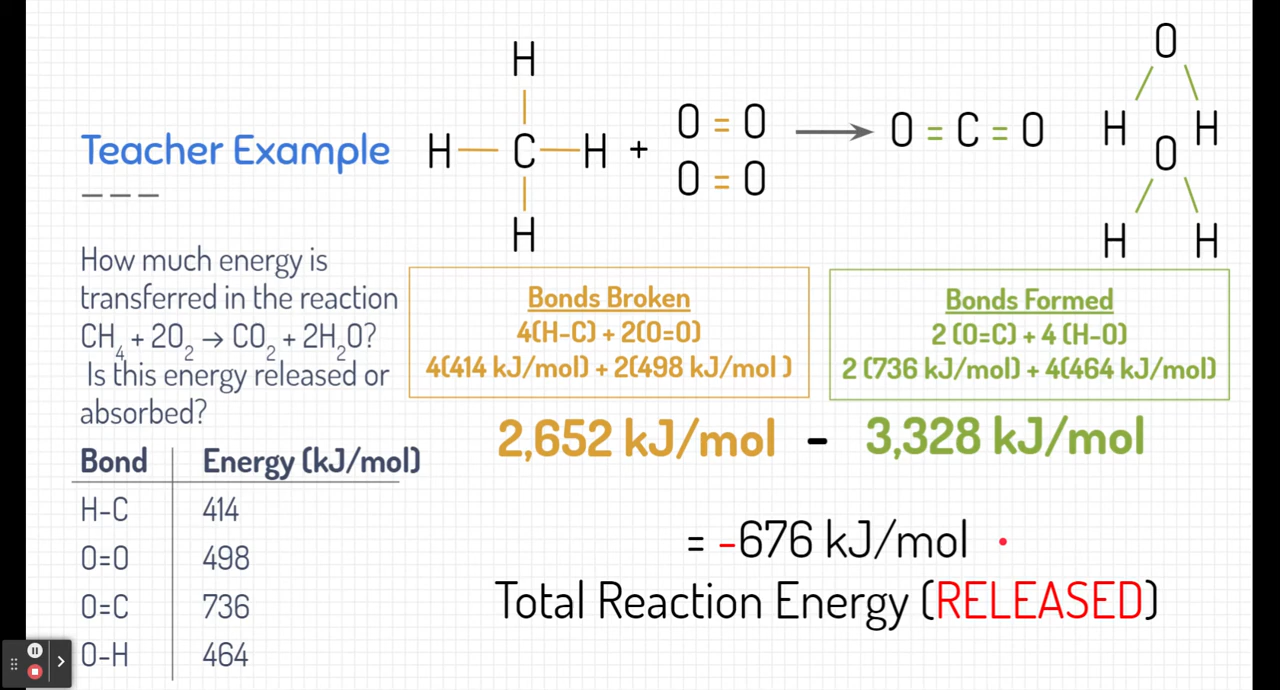 Teacher Example
How much energy is
transferred in the reaction
CH₄ + 2O₂ → CO₂ + 2H₂O?
Is this energy released or
absorbed?
Bond Energy (kJ/mol)
H-C 414
O=O 498
O=C 736
O-H 464
H
H — C — H + O = O → O = C = O
O = O
H
O
H H
O
H H
Bonds Broken
4(H-C) + 2(O=O)
4(414 kJ/mol) + 2(498 kJ/mol )
Bonds Formed
2 (O=C) + 4 (H-O)
2 (736 kJ/mol) + 4(464 kJ/mol)
2,652 kJ/mol - 3,328 kJ/mol
= -676 kJ/mol
Total Reaction Energy (RELEASED)